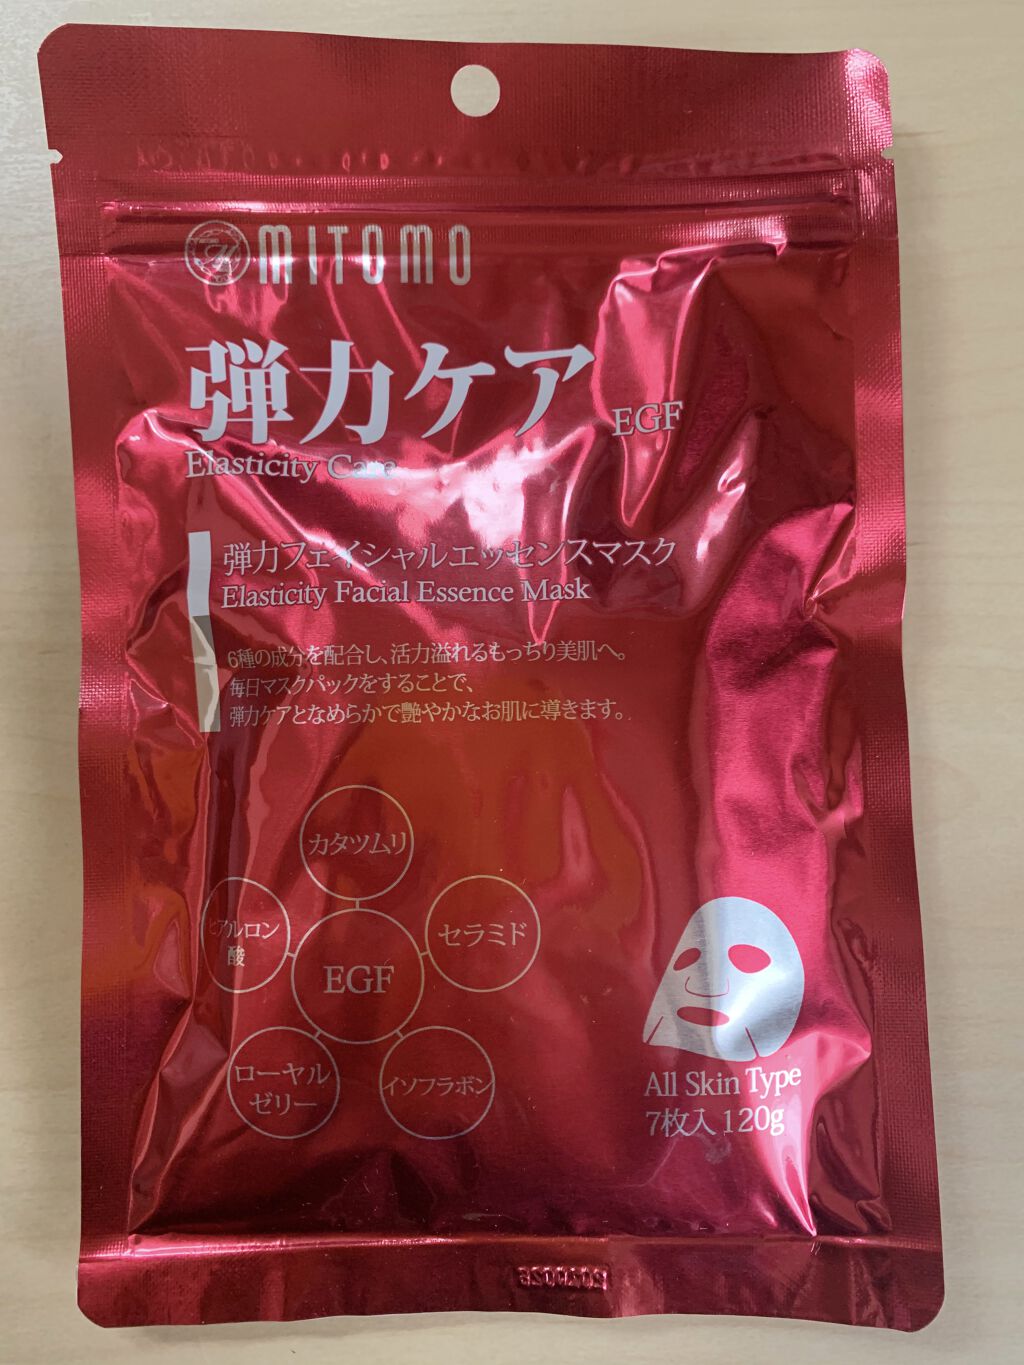 MITOMO
弾力ケア EGF
Elasticity Care
弾力フェイシャルエッセンスマスク
Elasticity Facial Essence Mask
6種の成分を配合し、活力溢れるもっちり美肌へ。
毎日マスクパックをすることで、
弾力ケアとなめらかで艶やかなお肌に導きます。
カタツムリ
ヒアルロン
酸
セラミド
EGF
ローヤル
ゼリー
イソフラボン
All Skin Type
7枚入 120g